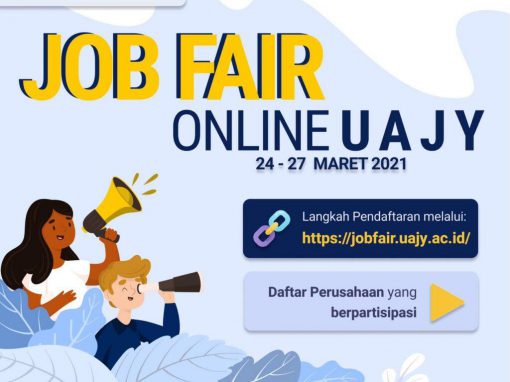 JOB FAIR
ONLINE UAJY
24 - 27 MARET 2021
Langkah Pendaftaran melalui:
https://jobfair.uajy.ac.id/
Daftar Perusahaan yang
berpartisipasi